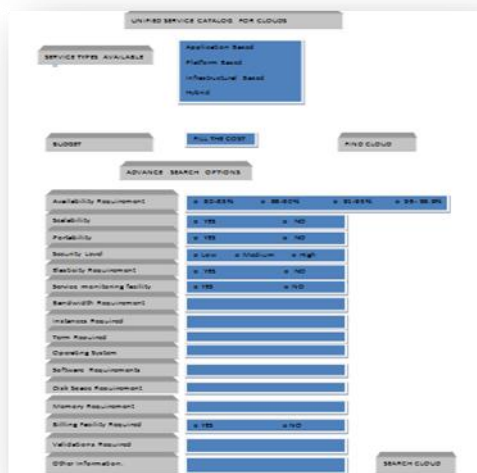 UNIFIED SERVICE CATALOG FOR CLOUDS
SERVICE TYPES AVAILABLE
Application Based
Platform Based
Infrastructural Based
Hybrid
BUDGET
FILL THE COST
FIND CLOUD
ADVANCE SEARCH OPTIONS
Availability Requirement
YES NO
Scalability
YES NO
Portability
Security Level
Low Medium High
Elasticity Requirement
YES NO
Service monitoring facility
YES NO
Bandwidth Requirement
Instances Required
Term Required
Operating System
Software Requirements
Disk Space Requirement
Memory Requirement
Billing Facility Required
YES NO
Validations Required
Other Information
SEARCH CLOUD